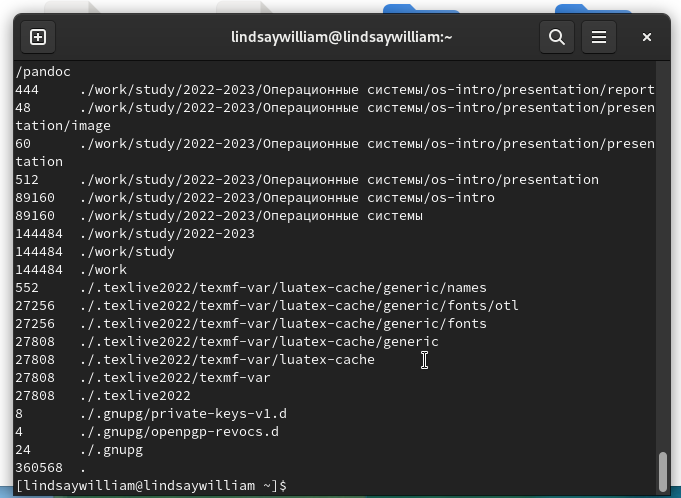 lindsaywilliam@lindsaywilliam:~
/pandoc
444 ./work/study/2022-2023/Операционные системы/os-intro/presentation/report
48 ./work/study/2022-2023/Операционные системы/os-intro/presentation/presen
tation/image
60 ./work/study/2022-2023/Операционные системы/os-intro/presentation/presen
tation
512 ./work/study/2022-2023/Операционные системы/os-intro/presentation
89160 ./work/study/2022-2023/Операционные системы/os-intro
89160 ./work/study/2022-2023/Операционные системы
144484 ./work/study/2022-2023
144484 ./work/study
144484 ./work
552 ./.texlive2022/texmf-var/luatex-cache/generic/names
27256 ./.texlive2022/texmf-var/luatex-cache/generic/fonts/otl
27256 ./.texlive2022/texmf-var/luatex-cache/generic/fonts
27808 ./.texlive2022/texmf-var/luatex-cache/generic
27808 ./.texlive2022/texmf-var/luatex-cache
27808 ./.texlive2022/texmf-var
27808 ./.texlive2022
8 ./.gnupg/private-keys-v1.d
4 ./.gnupg/openpgp-revocs.d
24 ./.gnupg
360568 .
[lindsaywilliam@lindsaywilliam ~]$